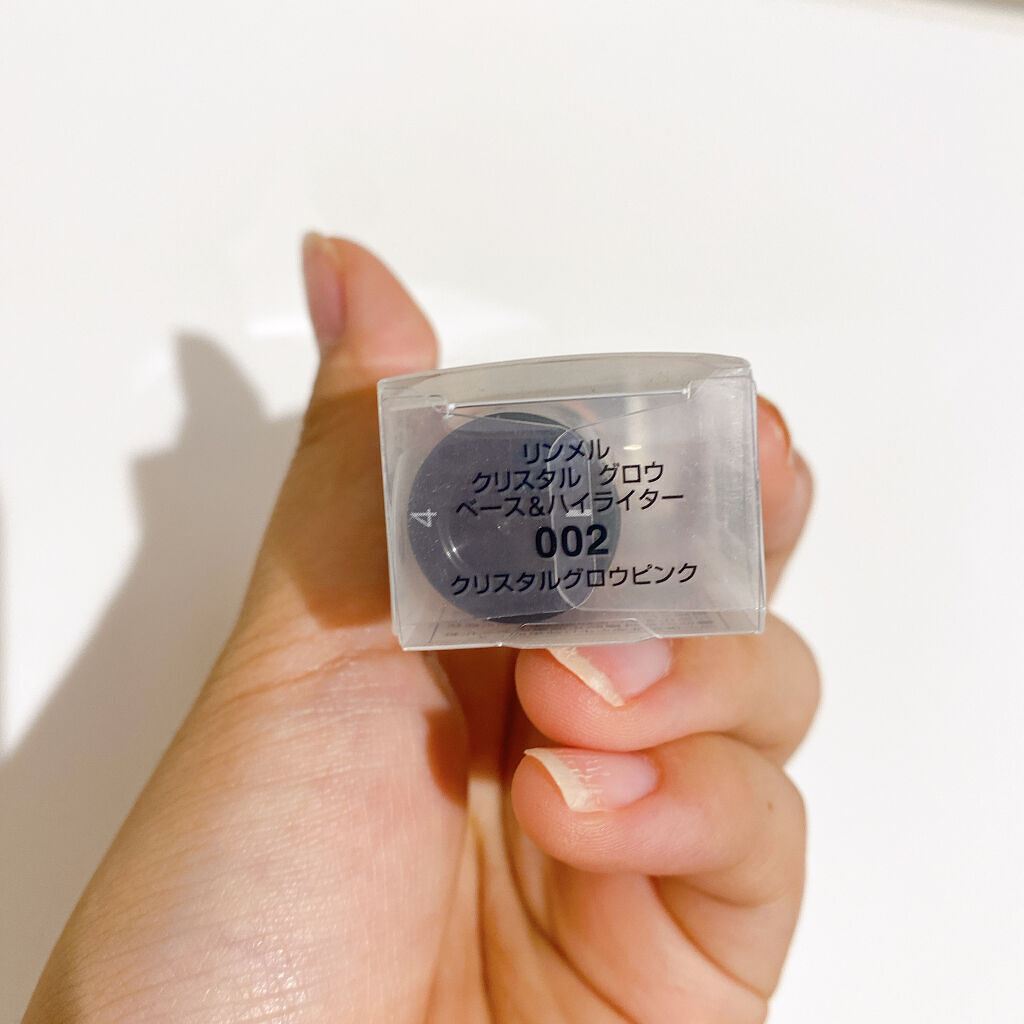 リンメル
クリスタル グロウ
ベース&ハイライター
002
クリスタルグロウピンク
4